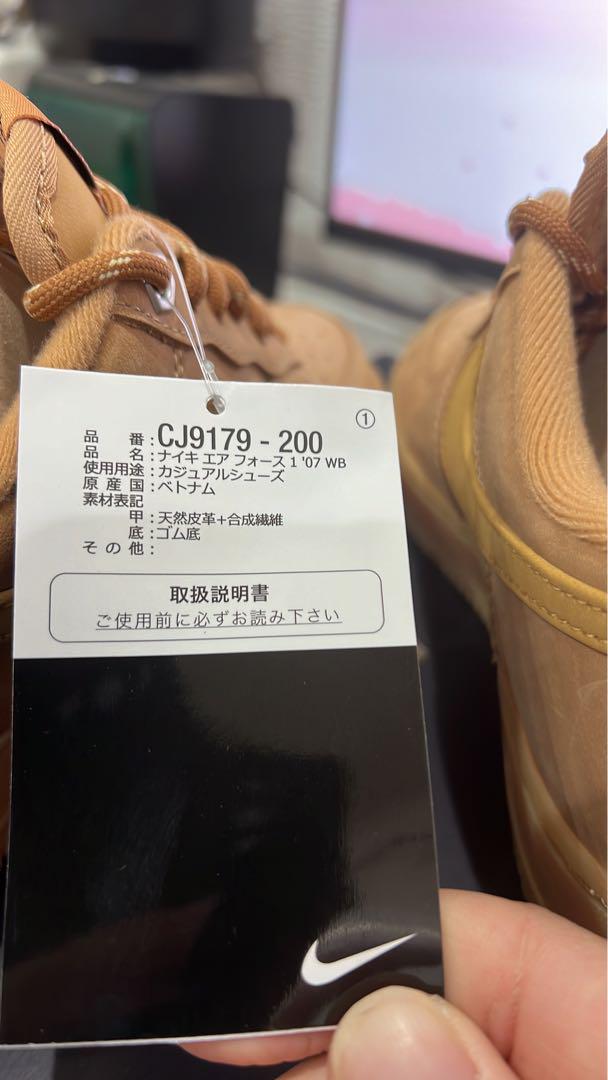 ①
品番:CJ9179-200
品名:ナイキ エア フォース 1 '07 WB
使用用途:カジュアルシューズ
原産国:ベトナム
素材表記
甲:天然皮革+合成繊維
底:ゴム底
その他:
取扱説明書
ご使用前に必ずお読み下さい